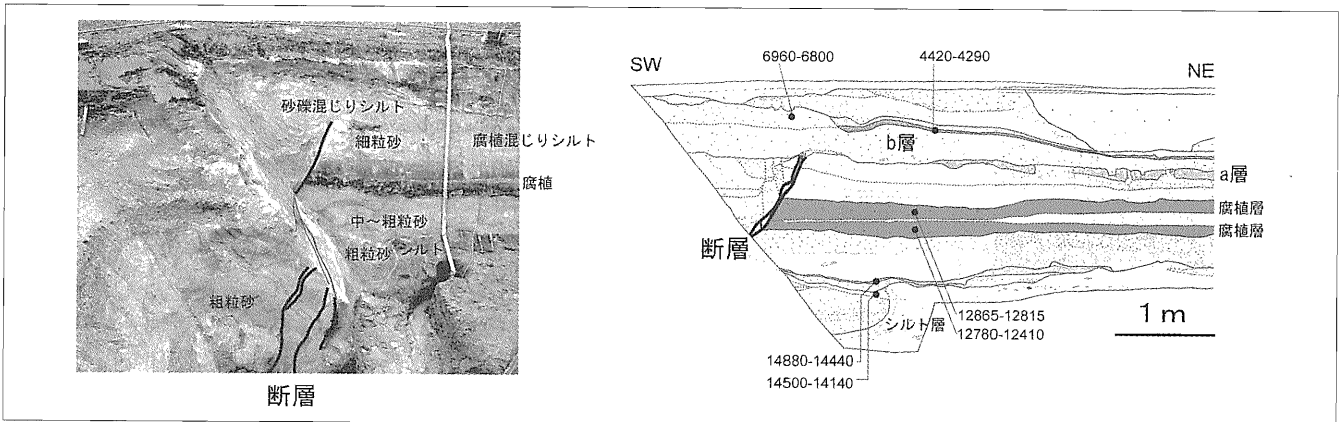 砂礫混じりシルト
細粒砂
腐植混じりシルト
腐植
中～粗粒砂
粗粒砂
シルト
粗粒砂
断層
6960-6800
4420-4290
SW
NE
b層
a層
腐植層
腐植層
断層
12865-12815
12780-12410
1 m
シルト層
14880-14440
14500-14140